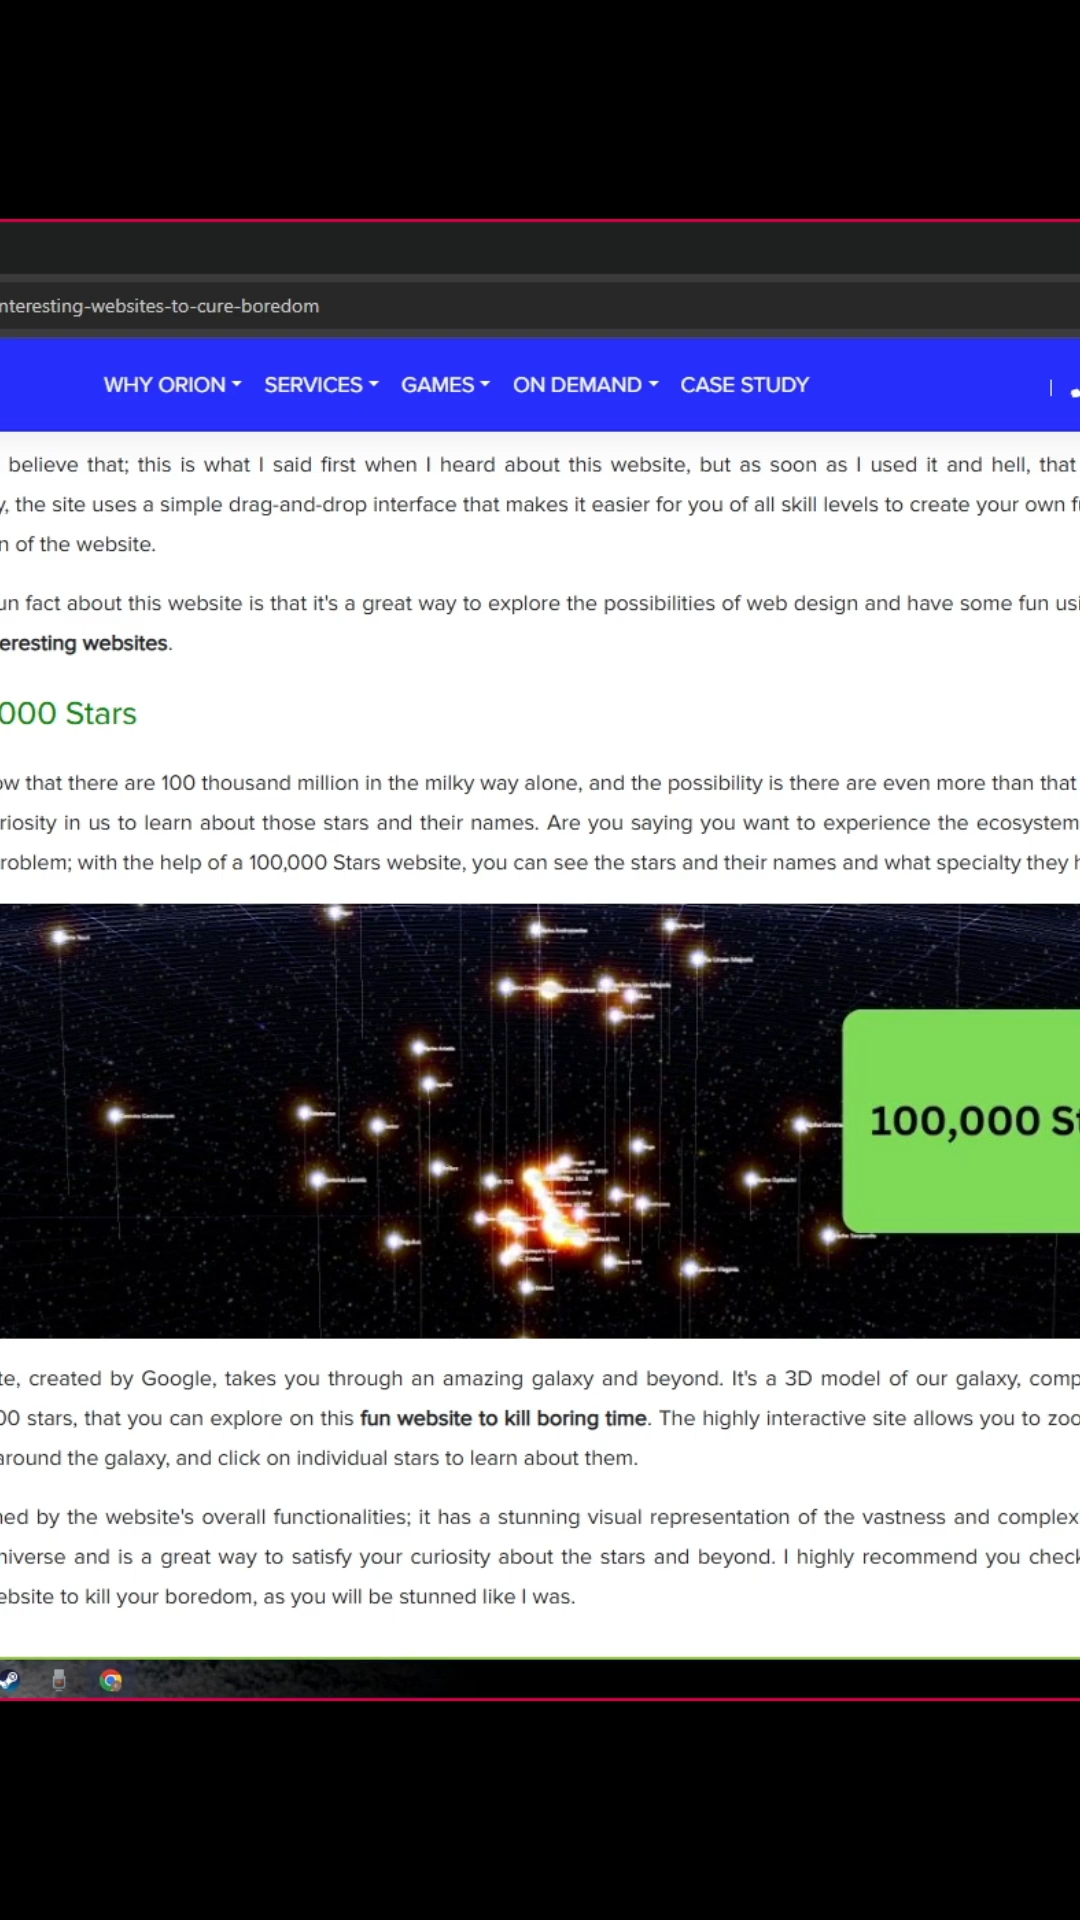 nteresting-websites-to-cure-boredom
WHY ORION SERVICES GAMES ON DEMAND CASE STUDY
believe that; this is what I said first when I heard about this website, but as soon as I used it and hell, that
y, the site uses a simple drag-and-drop interface that makes it easier for you of all skill levels to create your own f
n of the website.
un fact about this website is that it's a great way to explore the possibilities of web design and have some fun usi
eresting websites.
000 Stars
ow that there are 100 thousand million in the milky way alone, and the possibility is there are even more than that
riosity in us to learn about those stars and their names. Are you saying you want to experience the ecosystem
roblem; with the help of a 100,000 Stars website, you can see the stars and their names and what specialty they h
100,000 St
te, created by Google, takes you through an amazing galaxy and beyond. It's a 3D model of our galaxy, comp
00 stars, that you can explore on this fun website to kill boring time. The highly interactive site allows you to zoo
around the galaxy, and click on individual stars to learn about them.
ned by the website's overall functionalities; it has a stunning visual representation of the vastness and complex
niverse and is a great way to satisfy your curiosity about the stars and beyond. I highly recommend you check
ebsite to kill your boredom, as you will be stunned like I was.